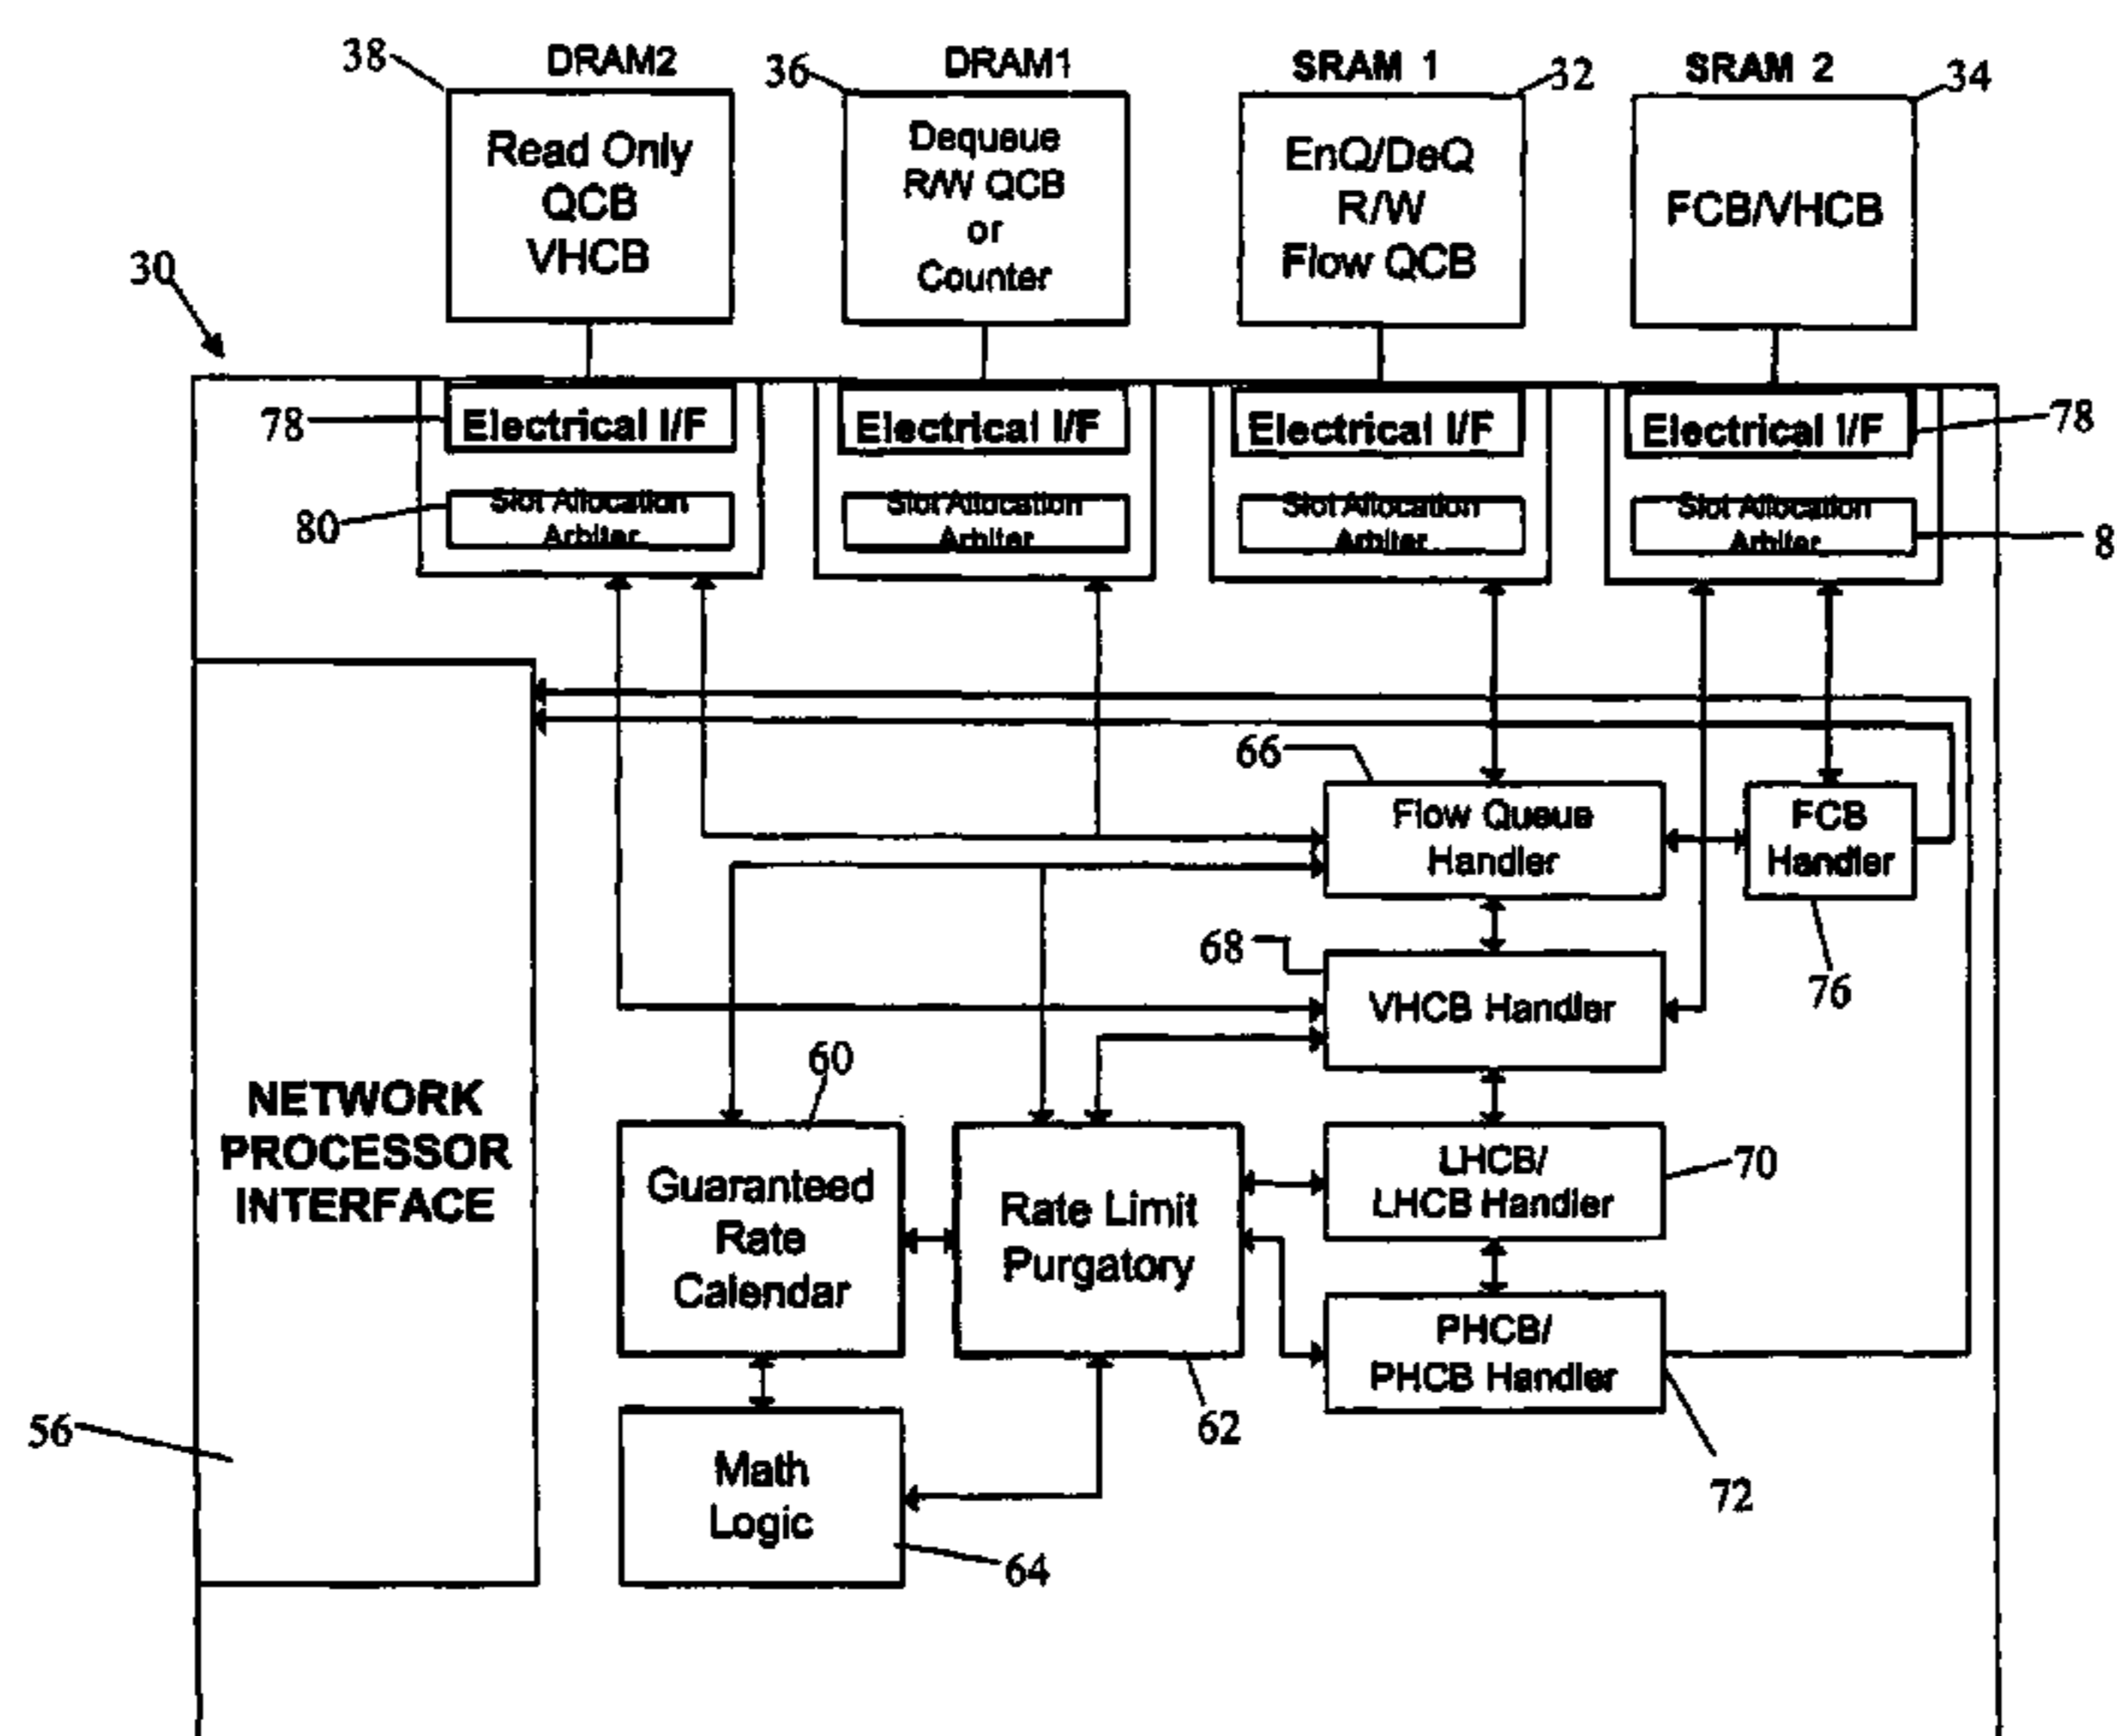 38
DRAM2
36
DRAM1
SRAM 1
32
SRAM 2
34
Read Only
QCB
VHCB
Dequeue
R/W QCB
or
Counter
EnQ/DeQ
R/W
Flow QCB
FCB/VHCB
30
78
Electrical I/F
Electrical I/F
Electrical I/F
Electrical I/F
78
80
Slot Allocation
Arbiter
Slot Allocation
Arbiter
Slot Allocation
Arbiter
Slot Allocation
Arbiter
8
66
Flow Queue
Handler
FCB
Handler
68
VHCB Handler
76
60
NETWORK
PROCESSOR
INTERFACE
Guaranteed
Rate
Calendar
Rate Limit
Purgatory
LHCB/
LHCB Handler
70
PHCB/
PHCB Handler
56
Math
Logic
62
72
64